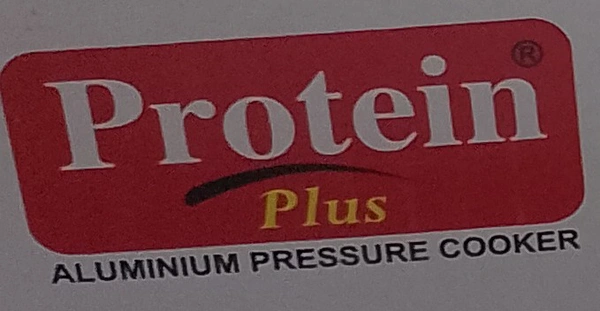 Protein®
Plus
ALUMINIUM PRESSURE COOKER